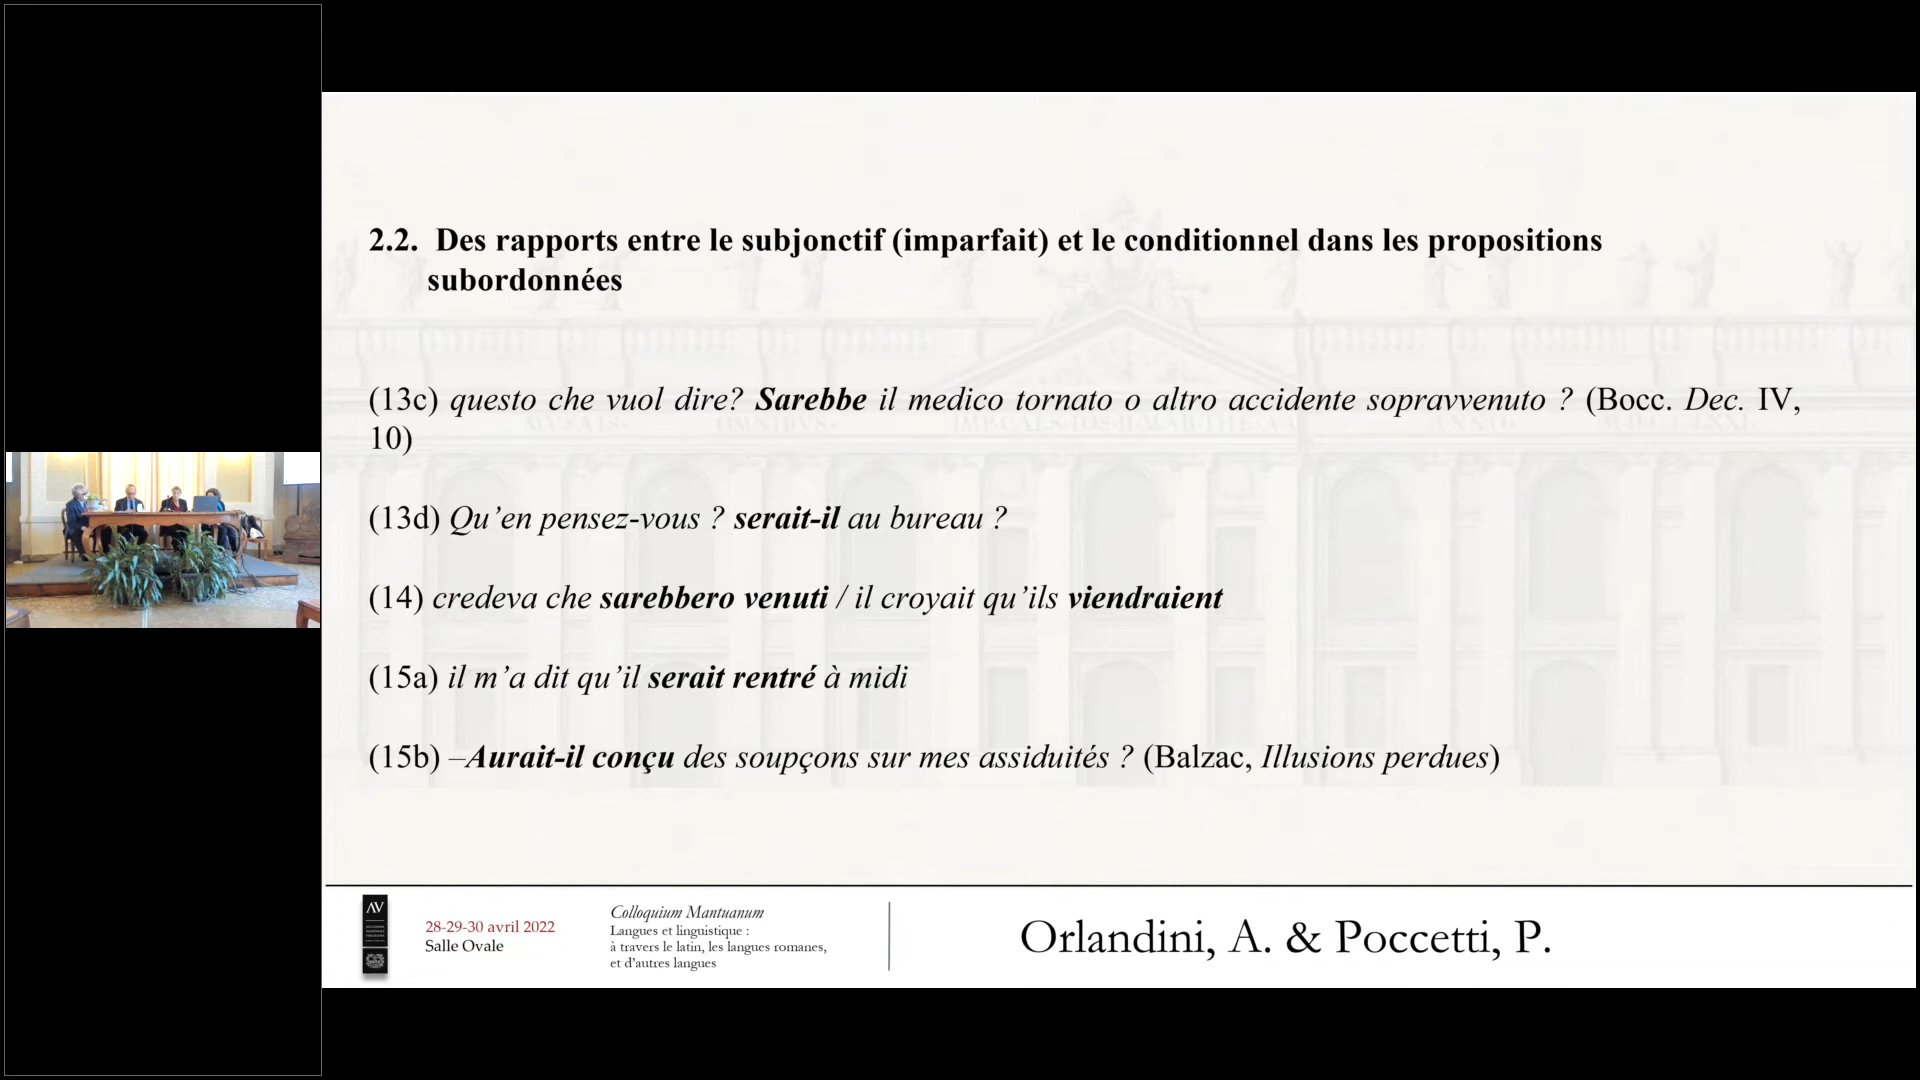 2.2. Des rapports entre le subjonctif (imparfait) et le conditionnel dans les propositions
subordonnées
(13c) questo che vuol dire? Sarebbe il medico tornato o altro accidente sopravvenuto ? (Bocc. Dec. IV,
10)
(13d) Qu’en pensez-vous ? serait-il au bureau ?
(14) credeva che sarebbero venuti / il croyait qu’ils viendraient
(15a) il m’a dit qu’il serait rentré à midi
(15b) –Aurait-il conçu des soupçons sur mes assiduités ? (Balzac, Illusions perdues)
AV
28-29-30 avril 2022
Salle Ovale
Colloquium Mantuanum
Langues et linguistique :
à travers le latin, les langues romanes,
et d’autres langues
Orlandini, A. & Poccetti, P.